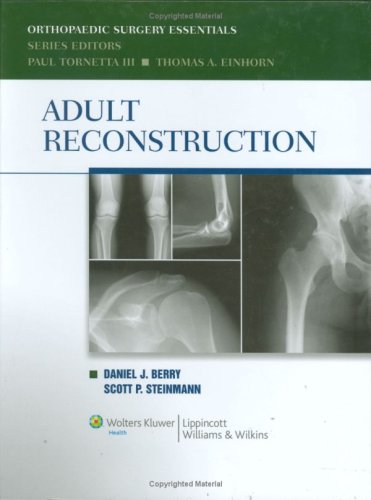 Copyrighted Material
ORTHOPAEDIC SURGERY ESSENTIALS
SERIES EDITORS
PAUL TORNETTA III ■ THOMAS A. EINHORN
ADULT
RECONSTRUCTION
■ DANIEL J. BERRY
SCOTT P. STEINMANN
Wolters Kluwer
Health
Lippincott
Williams & Wilkins
Copyrighted Material